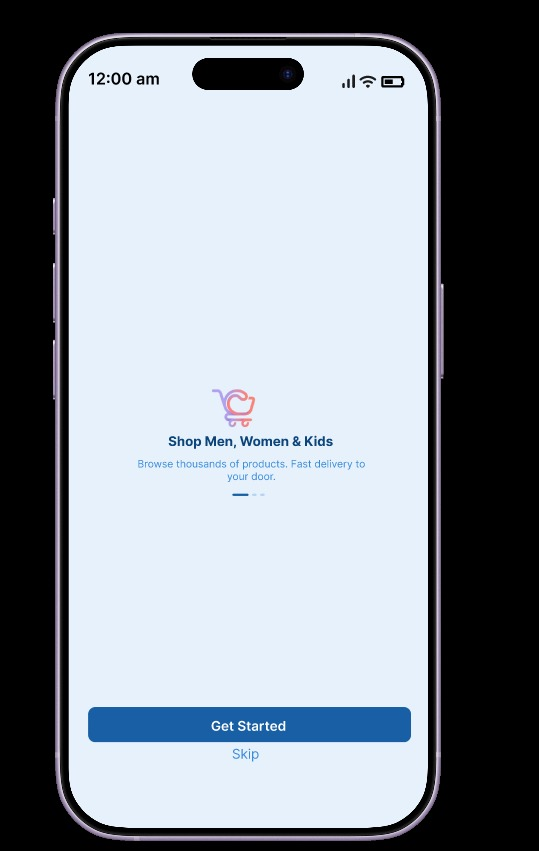 12:00 am
Shop Men, Women & Kids
Browse thousands of products. Fast delivery to
your door.
Get Started
Skip